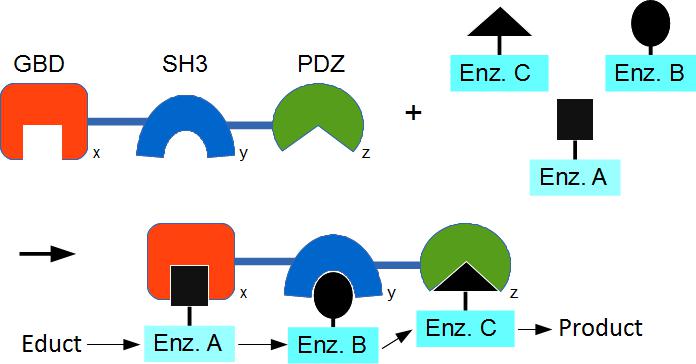 GBD SH3 PDZ
Enz. C
Enz. B
+
x y z
Enz. A
x y z
Educt Enz. A Enz. B Enz. C Product